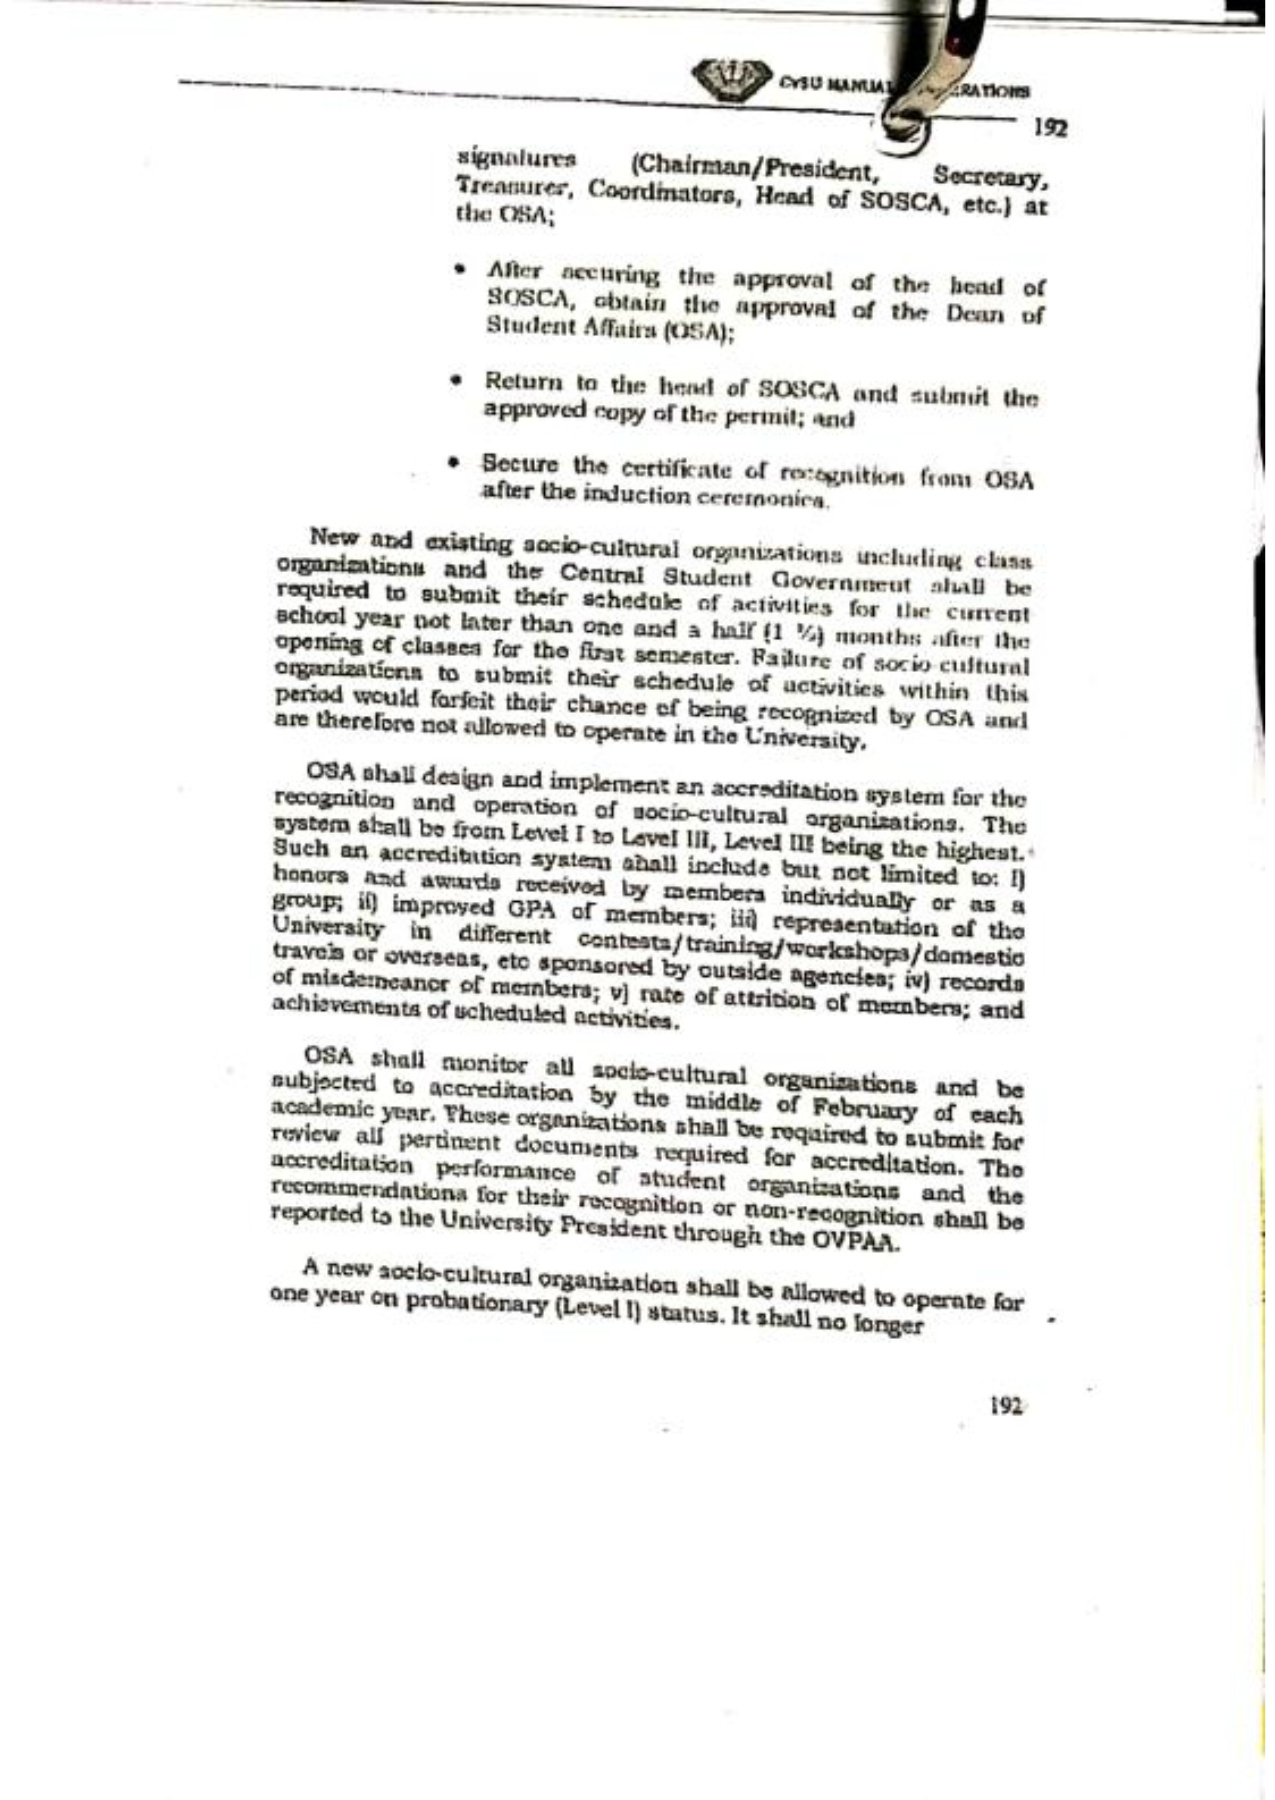 CvSU MANUAL
192
signatures (Chairman/President, Secretary,
Treasurer, Coordinators, Head of SOSCA, etc.) at
the OSA;
• After securing the approval of the head of
SOSCA, obtain the approval of the Dean of
Student Affairs (OSA);
• Return to the head of SOSCA and submit the
approved copy of the permit; and
• Secure the certificate of recognition from OSA
after the induction ceremonies.
New and existing socio-cultural organizations including class
organizations and the Central Student Government shall be
required to submit their schedule of activities for the current
school year not later than one and a half (1 ½) months after the
opening of classes for the first semester. Failure of socio cultural
organizations to submit their schedule of activities within this
period would forfeit their chance of being recognized by OSA and
are therefore not allowed to operate in the University.
OSA shall design and implement an accreditation system for the
recognition and operation of socio-cultural organizations. The
system shall be from Level I to Level III, Level III being the highest.
Such an accreditation system shall include but not limited to: i)
honors and awards received by members individually or as a
group; ii) improved GPA of members; iii) representation of the
University in different contests/training/workshops/domestic
travels or overseas, etc sponsored by outside agencies; iv) records
of misdemeanor of members; v) rate of attrition of members; and
achievements of scheduled activities.
OSA shall monitor all socio-cultural organizations and be
subjected to accreditation by the middle of February of each
academic year. These organizations shall be required to submit for
review all pertinent documents required for accreditation. The
accreditation performance of student organizations and the
recommendations for their recognition or non-recognition shall be
reported to the University President through the OVPAA.
A new socio-cultural organization shall be allowed to operate for
one year on probationary (Level I) status. It shall no longer
192